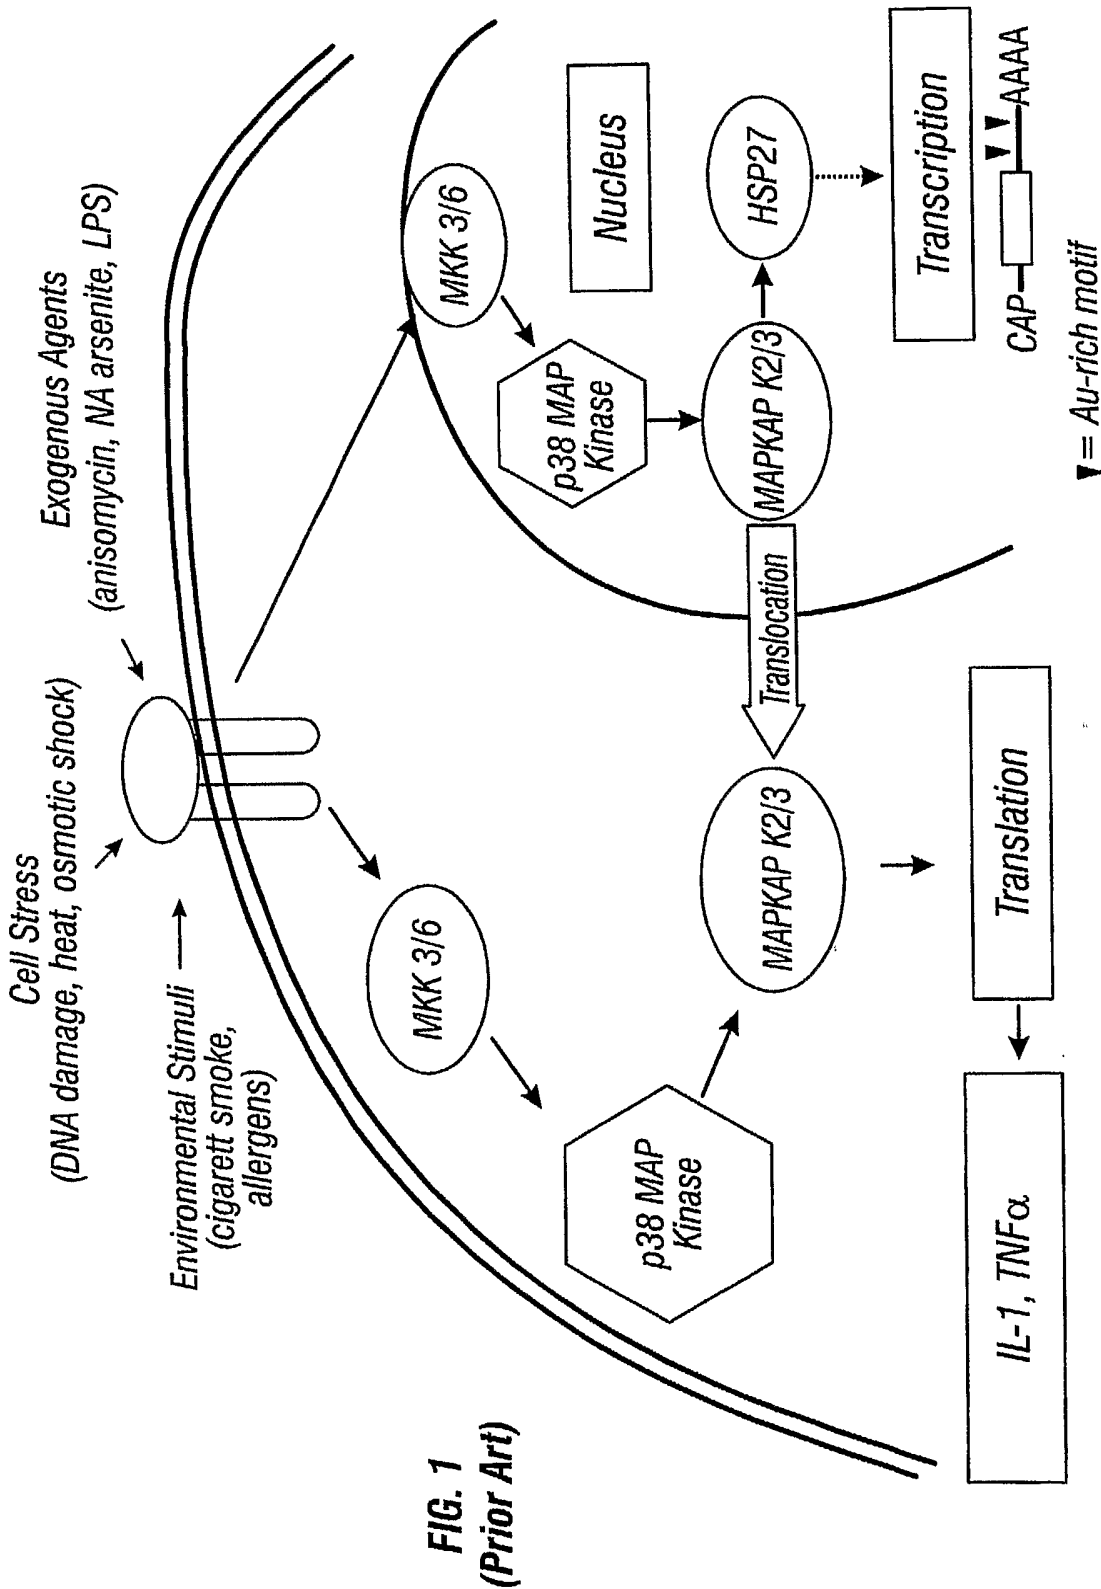 Cell Stress
(DNA damage, heat, osmotic shock)
Exogenous Agents
(anisomycin, NA arsenite, LPS)
Environmental Stimuli
(cigarett smoke,
allergens)
MKK 3/6
MKK 3/6
p38 MAP
Kinase
p38 MAP
Kinase
Nucleus
MAPKAP K2/3
Translocation
MAPKAP K2/3
HSP27
Translation
Transcription
IL-1, TNFα
CAP
AAAA
= Au-rich motif
FIG. 1
(Prior Art)